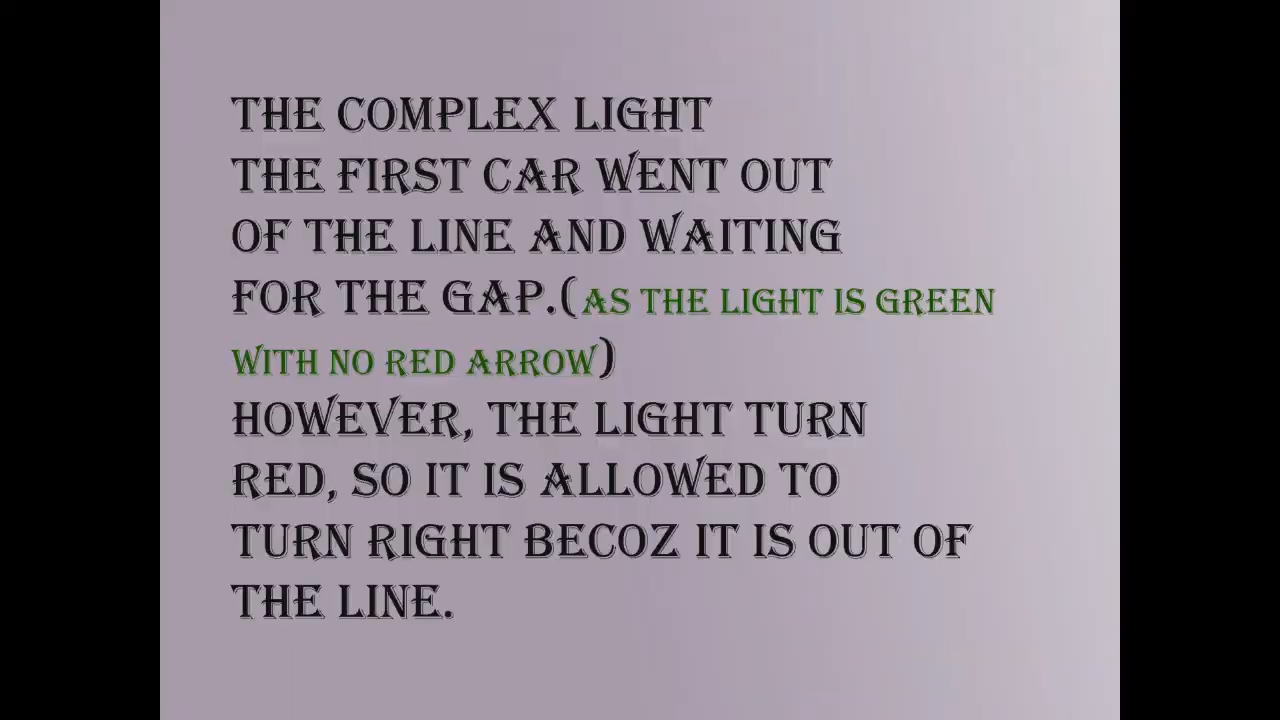 THE COMPLEX LIGHT
THE FIRST CAR WENT OUT
OF THE LINE AND WAITING
FOR THE GAP.(AS THE LIGHT IS GREEN
WITH NO RED ARROW)
HOWEVER, THE LIGHT TURN
RED, SO IT IS ALLOWED TO
TURN RIGHT BECOZ IT IS OUT OF
THE LINE.